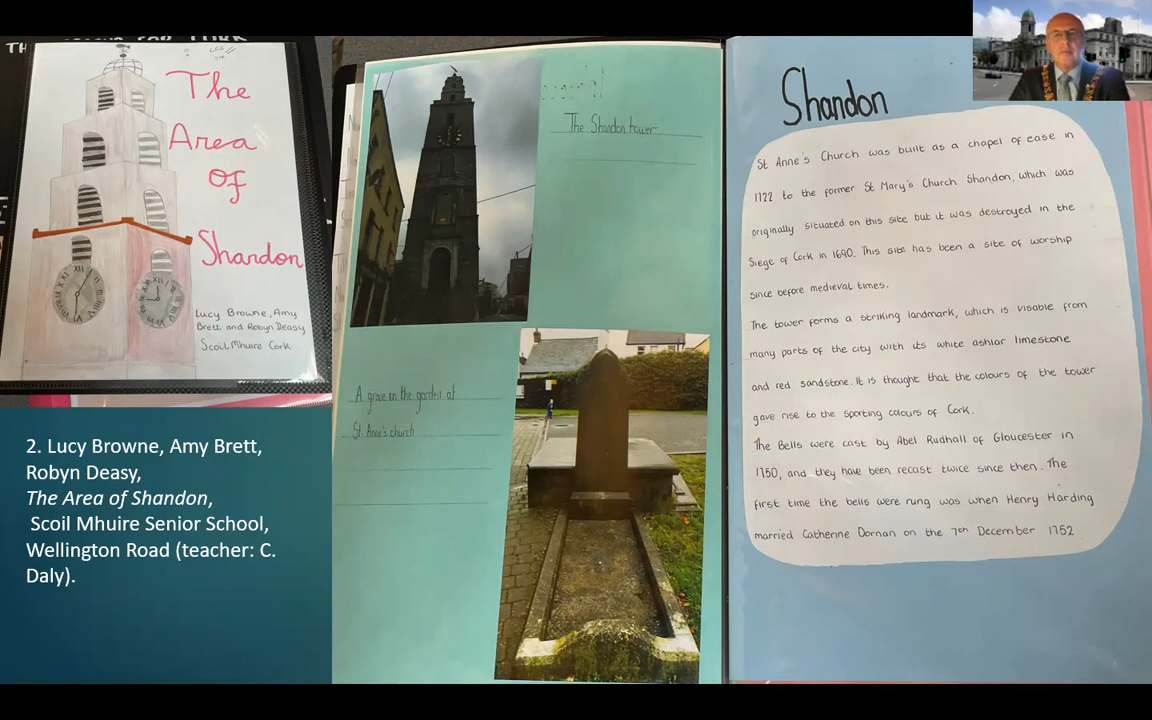 The
Area
of
Shandon
Lucy Browne, Amy
Brett and Robyn Deasy
Scoil Mhuire Cork
2. Lucy Browne, Amy Brett,
Robyn Deasy,
The Area of Shandon,
Scoil Mhuire Senior School,
Wellington Road (teacher: C.
Daly).
The Shandon tower
A grave in the garden at
St Anne's church
Shandon
St Anne's Church was built as a chapel of ease in
1722 to the former St Mary's Church Shandon, which was
originally situated on this site but it was destroyed in the
Siege of Cork in 1690. This site has been a site of worship
since before medieval times.
The tower forms a striking landmark, which is visable from
many parts of the city with its white ashlar limestone
and red sandstone. It is thought that the colours of the tower
gave rise to the sporting colours of Cork.
The Bells were cast by Abel Rudhall of Gloucester in
1750, and they have been recast twice since then. The
first time the bells were rung was when Henry Harding
married Catherine Dornan on the 7th December 1752